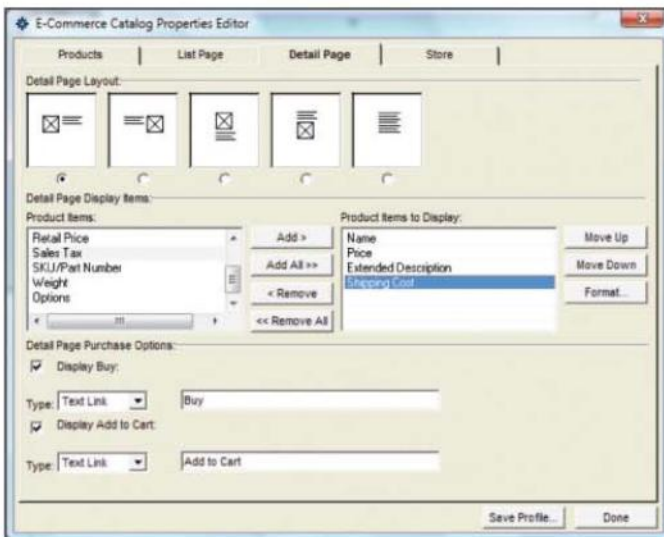 E-Commerce Catalog Properties Editor
Products
List Page
Detail Page
Store
Detail Page Layout:
Detail Page Display Items:
Product Items:
Product Items to Display:
Retail Price
Sales Tax
SKU/Part Number
Weight
Options
Add >
Add All >>
< Remove
<< Remove All
Name
Price
Extended Description
Shipping Cost
Move Up
Move Down
Format...
Detail Page Purchase Options:
Display Buy:
Type: Text Link Buy
Display Add to Cart:
Type: Text Link Add to Cart
Save Profile... Done